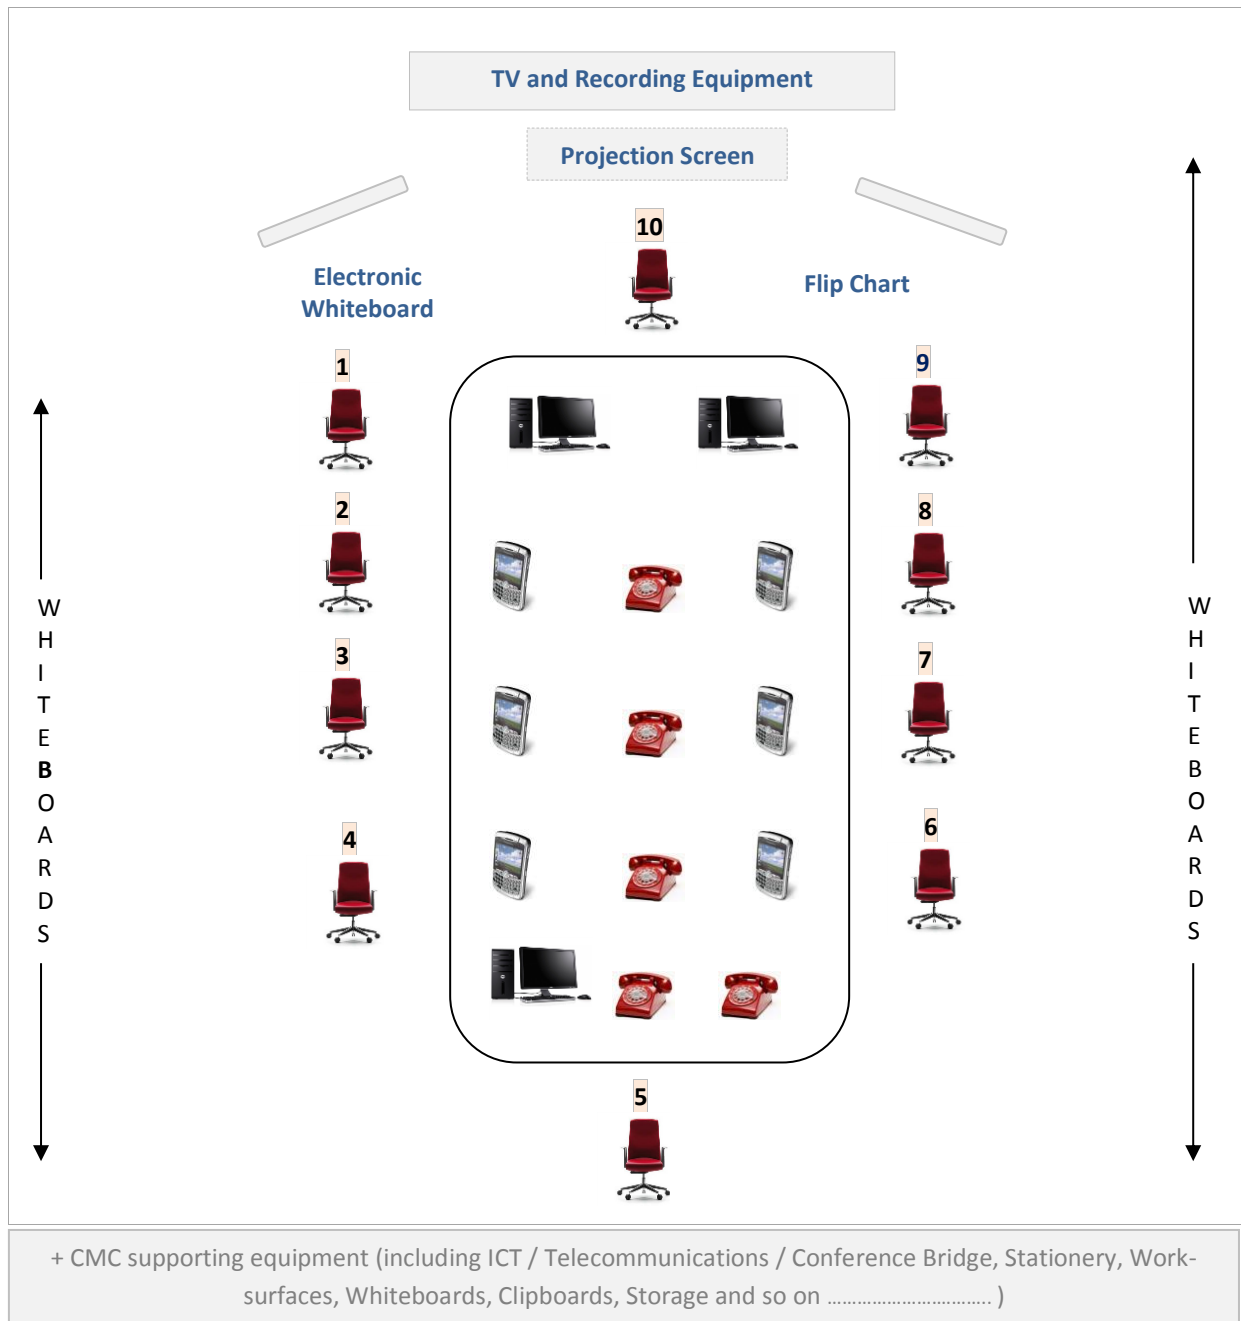 TV and Recording Equipment
Projection Screen
10
Electronic
Whiteboard
Flip Chart
1
9
2
8
3
7
4
6
5
W
H
I
T
E
B
O
A
R
D
S
W
H
I
T
E
B
O
A
R
D
S
+ CMC supporting equipment (including ICT / Telecommunications / Conference Bridge, Stationery, Work-
surfaces, Whiteboards, Clipboards, Storage and so on ................................ )